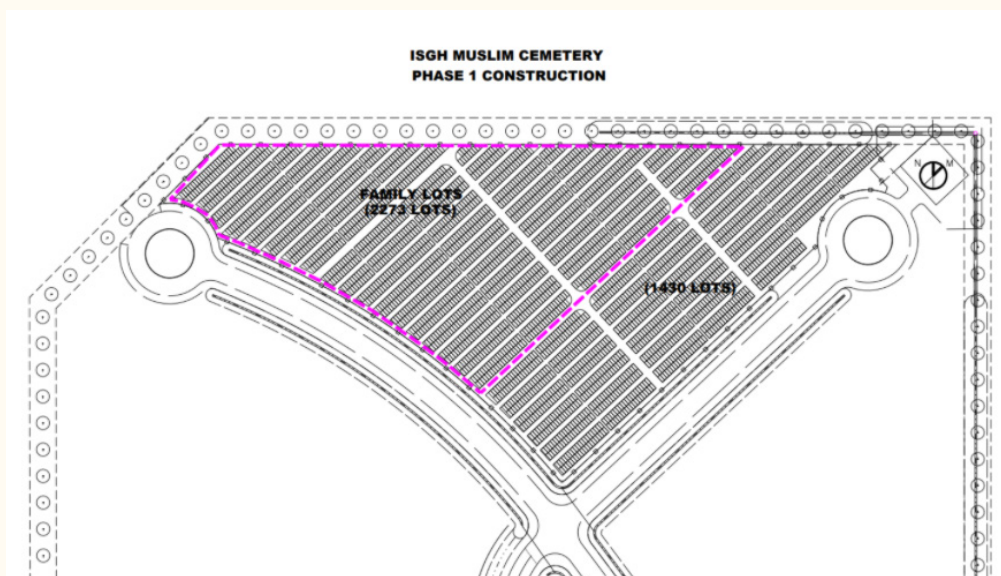 ISGH MUSLIM CEMETERY
PHASE 1 CONSTRUCTION
N M
FAMILY LOTS
(2273 LOTS)
(1430 LOTS)